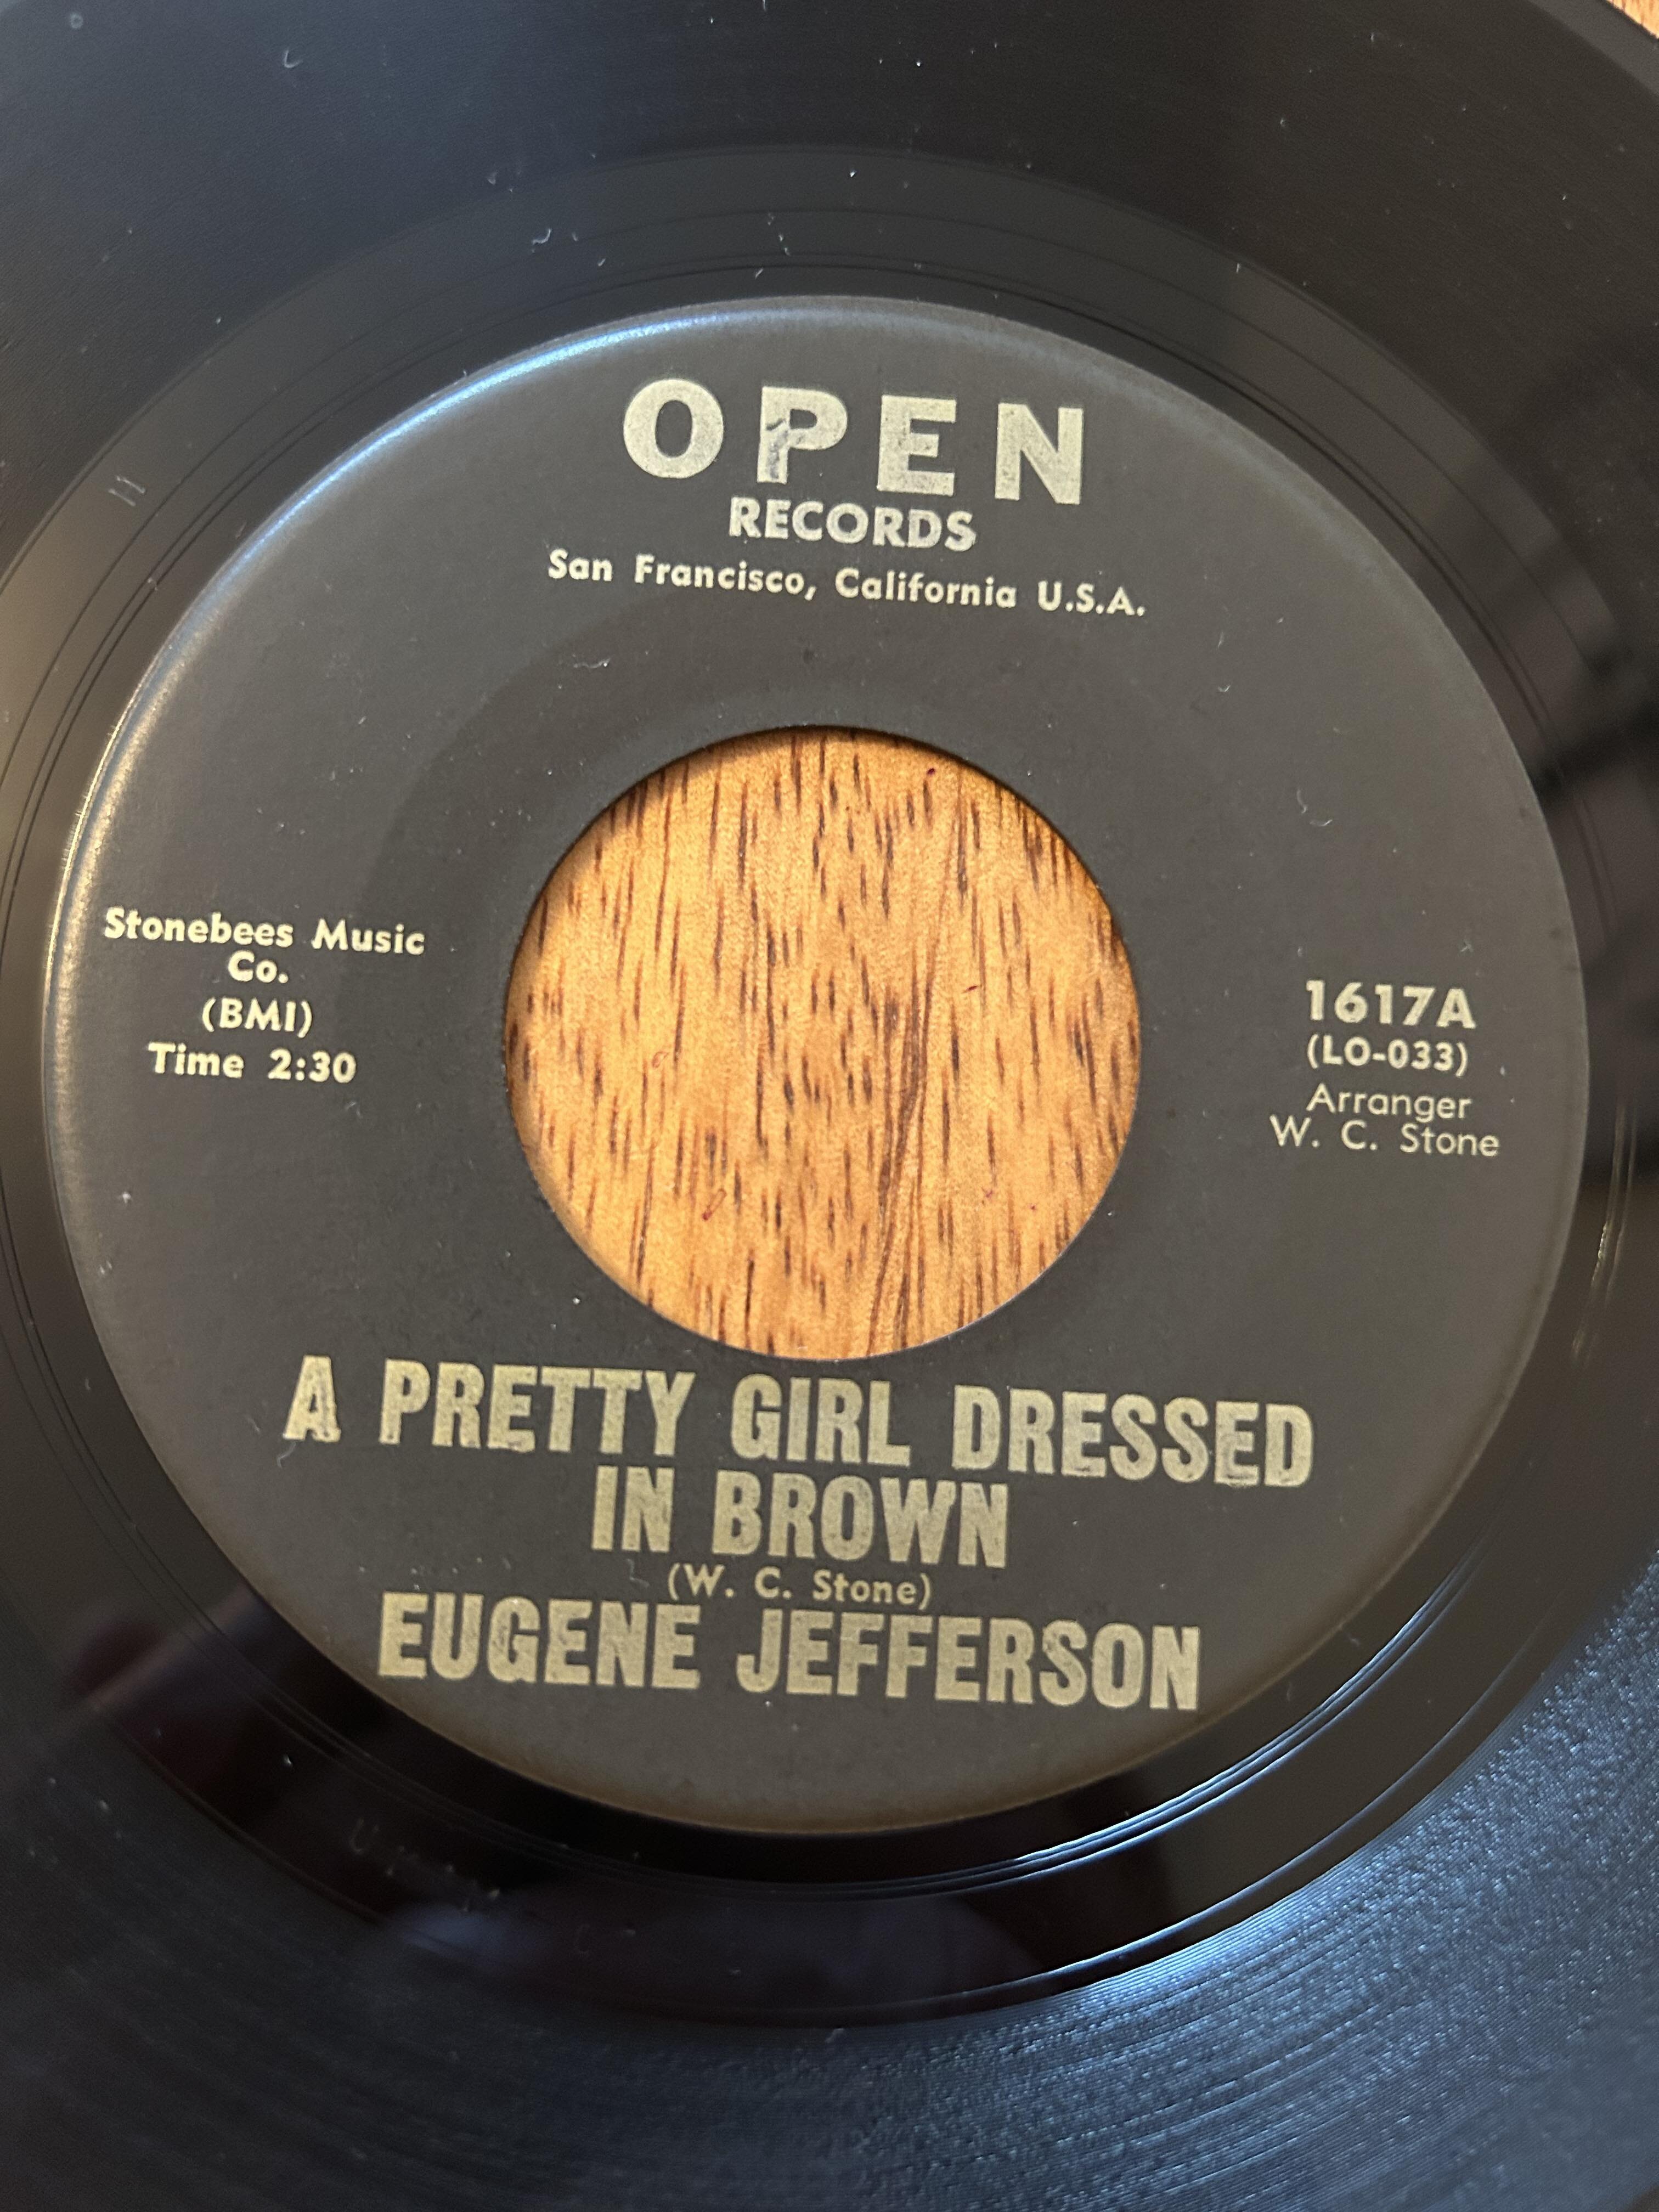 OPEN
RECORDS
San Francisco, California U.S.A.
Stonebees Music
Co.
(BMI)
Time 2:30
1617A
(LO-033)
Arranger
W. C. Stone
A PRETTY GIRL DRESSED
IN BROWN
(W. C. Stone)
EUGENE JEFFERSON